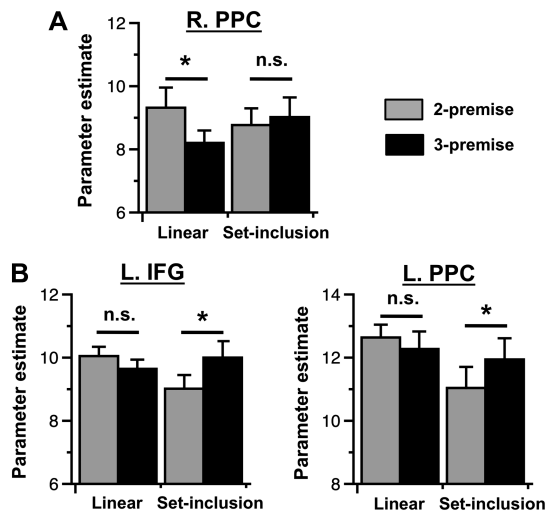 A
R. PPC
12
10
8
6
Parameter estimate
*
n.s.
Linear
Set-inclusion
2-premise
3-premise
B
L. IFG
12
10
8
6
Parameter estimate
n.s.
*
Linear
Set-inclusion
L. PPC
14
12
10
8
Parameter estimate
n.s.
*
Linear
Set-inclusion